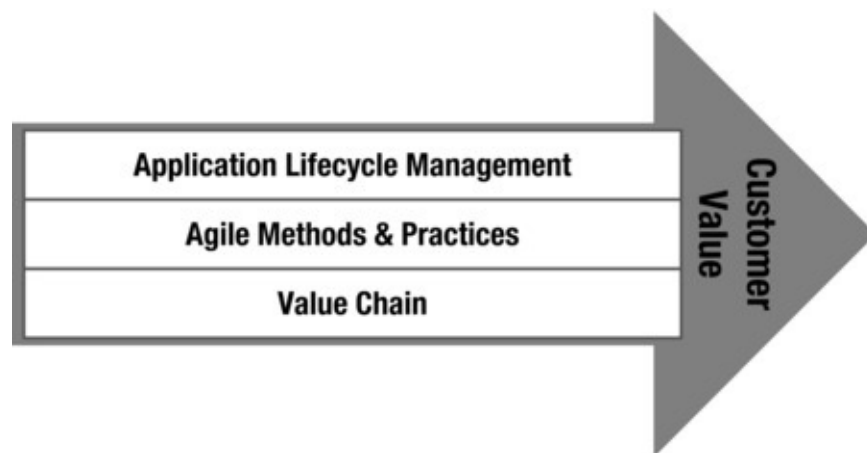 Application Lifecycle Management
Agile Methods & Practices
Value Chain
Customer
Value